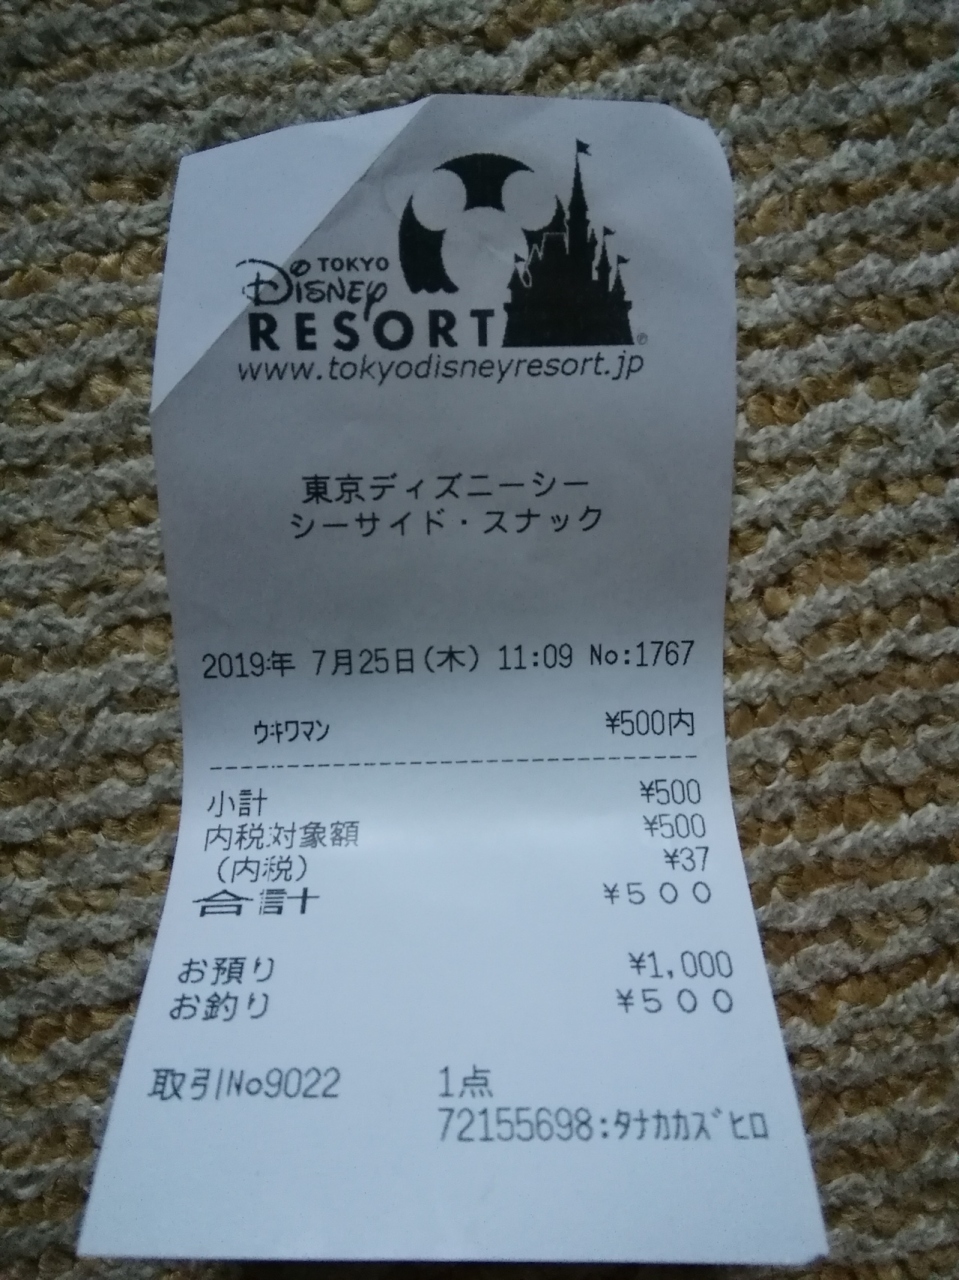 TOKYO
DISNEY
RESORT®
www.tokyodisneyresort.jp
東京ディズニーシー
シーサイド・スナック
2019年 7月25日(木) 11:09 No:1767
ｳｷﾜﾏﾝ ¥500内
小計 ¥500
内税対象額 ¥500
(内税) ¥37
合計 ¥５００
お預り ¥1,000
お釣り ¥５００
取引No9022 1点
72155698:ﾀﾅｶｶｽﾞﾋﾛ